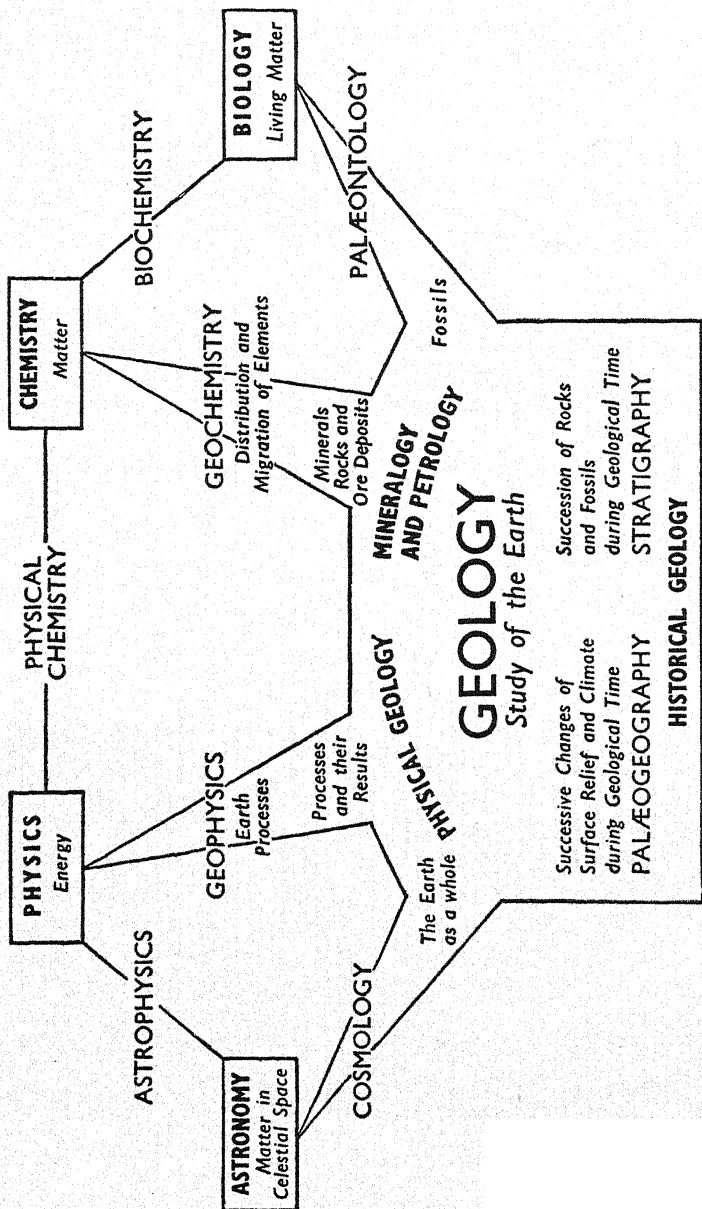 PHYSICS
Energy
PHYSICAL
CHEMISTRY
CHEMISTRY
Matter
ASTROPHYSICS
BIOCHEMISTRY
ASTRONOMY
Matter in
Celestial Space
GEOPHYSICS
Earth
Processes
GEOCHEMISTRY
Distribution and
Migration of Elements
BIOLOGY
Living Matter
COSMOLOGY
Processes
and their
Results
Minerals
Rocks and
Ore Deposits
PALÆONTOLOGY
The Earth
as a whole
PHYSICAL GEOLOGY
MINERALOGY
AND PETROLOGY
Fossils
GEOLOGY
Study of the Earth
Successive Changes of
Surface Relief and Climate
during Geological Time
PALÆOGEOGRAPHY
Succession of Rocks
and Fossils
during Geological Time
STRATIGRAPHY
HISTORICAL GEOLOGY